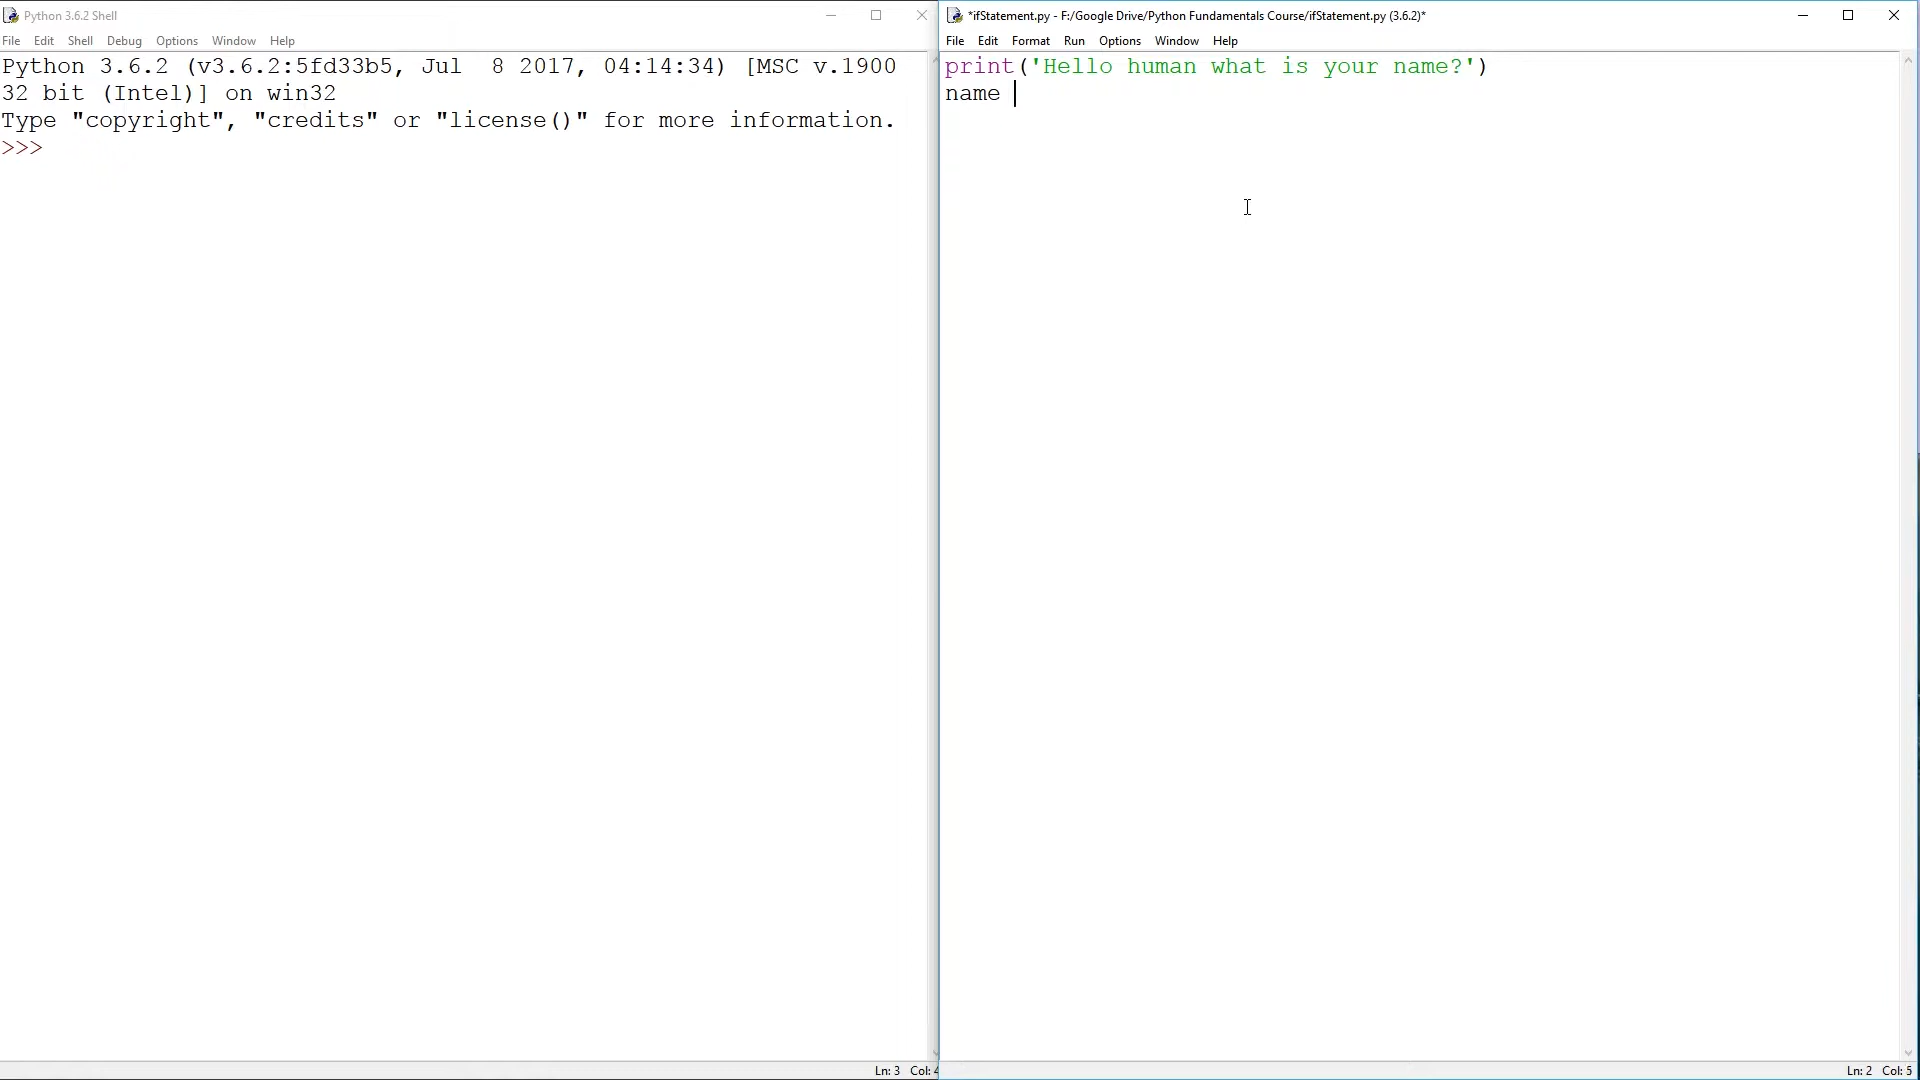 Python 3.6.2 Shell
File Edit Shell Debug Options Window Help
Python 3.6.2 (v3.6.2:5fd33b5, Jul  8 2017, 04:14:34) [MSC v.1900
32 bit (Intel)] on win32
Type "copyright", "credits" or "license()" for more information.
>>>
Ln: 3 Col: 4
*ifStatement.py - F:/Google Drive/Python Fundamentals Course/ifStatement.py (3.6.2)*
File Edit Format Run Options Window Help
print('Hello human what is your name?')
name
Ln: 2 Col: 5